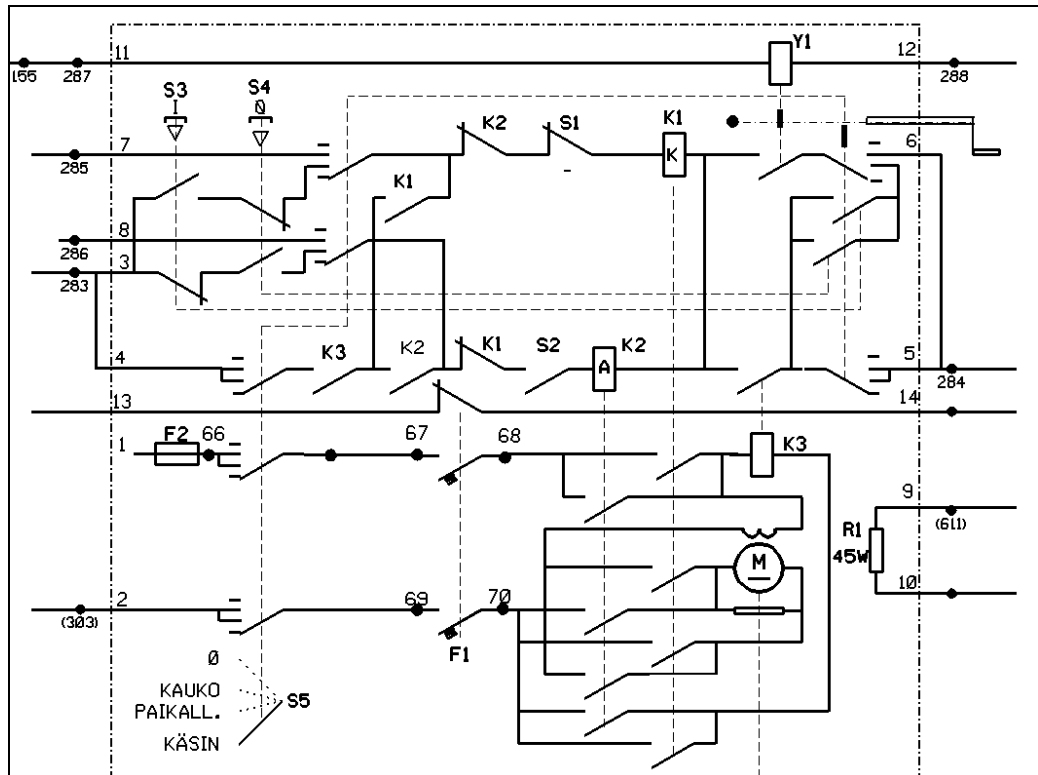 11 Y1 12
155 287 288
S3 S4
I 0
K2 S1 K1
7 K 6
285
K1
8
286
3
283
K3 K2 K1 S2 K2
4 A 5
284
13 14
1 F2 66 67 68 K3
9
(611)
R1
45W
M
10
2 69 70
(303)
F1
Ø
KAUKO
PAIKALL. S5
KÄSIN